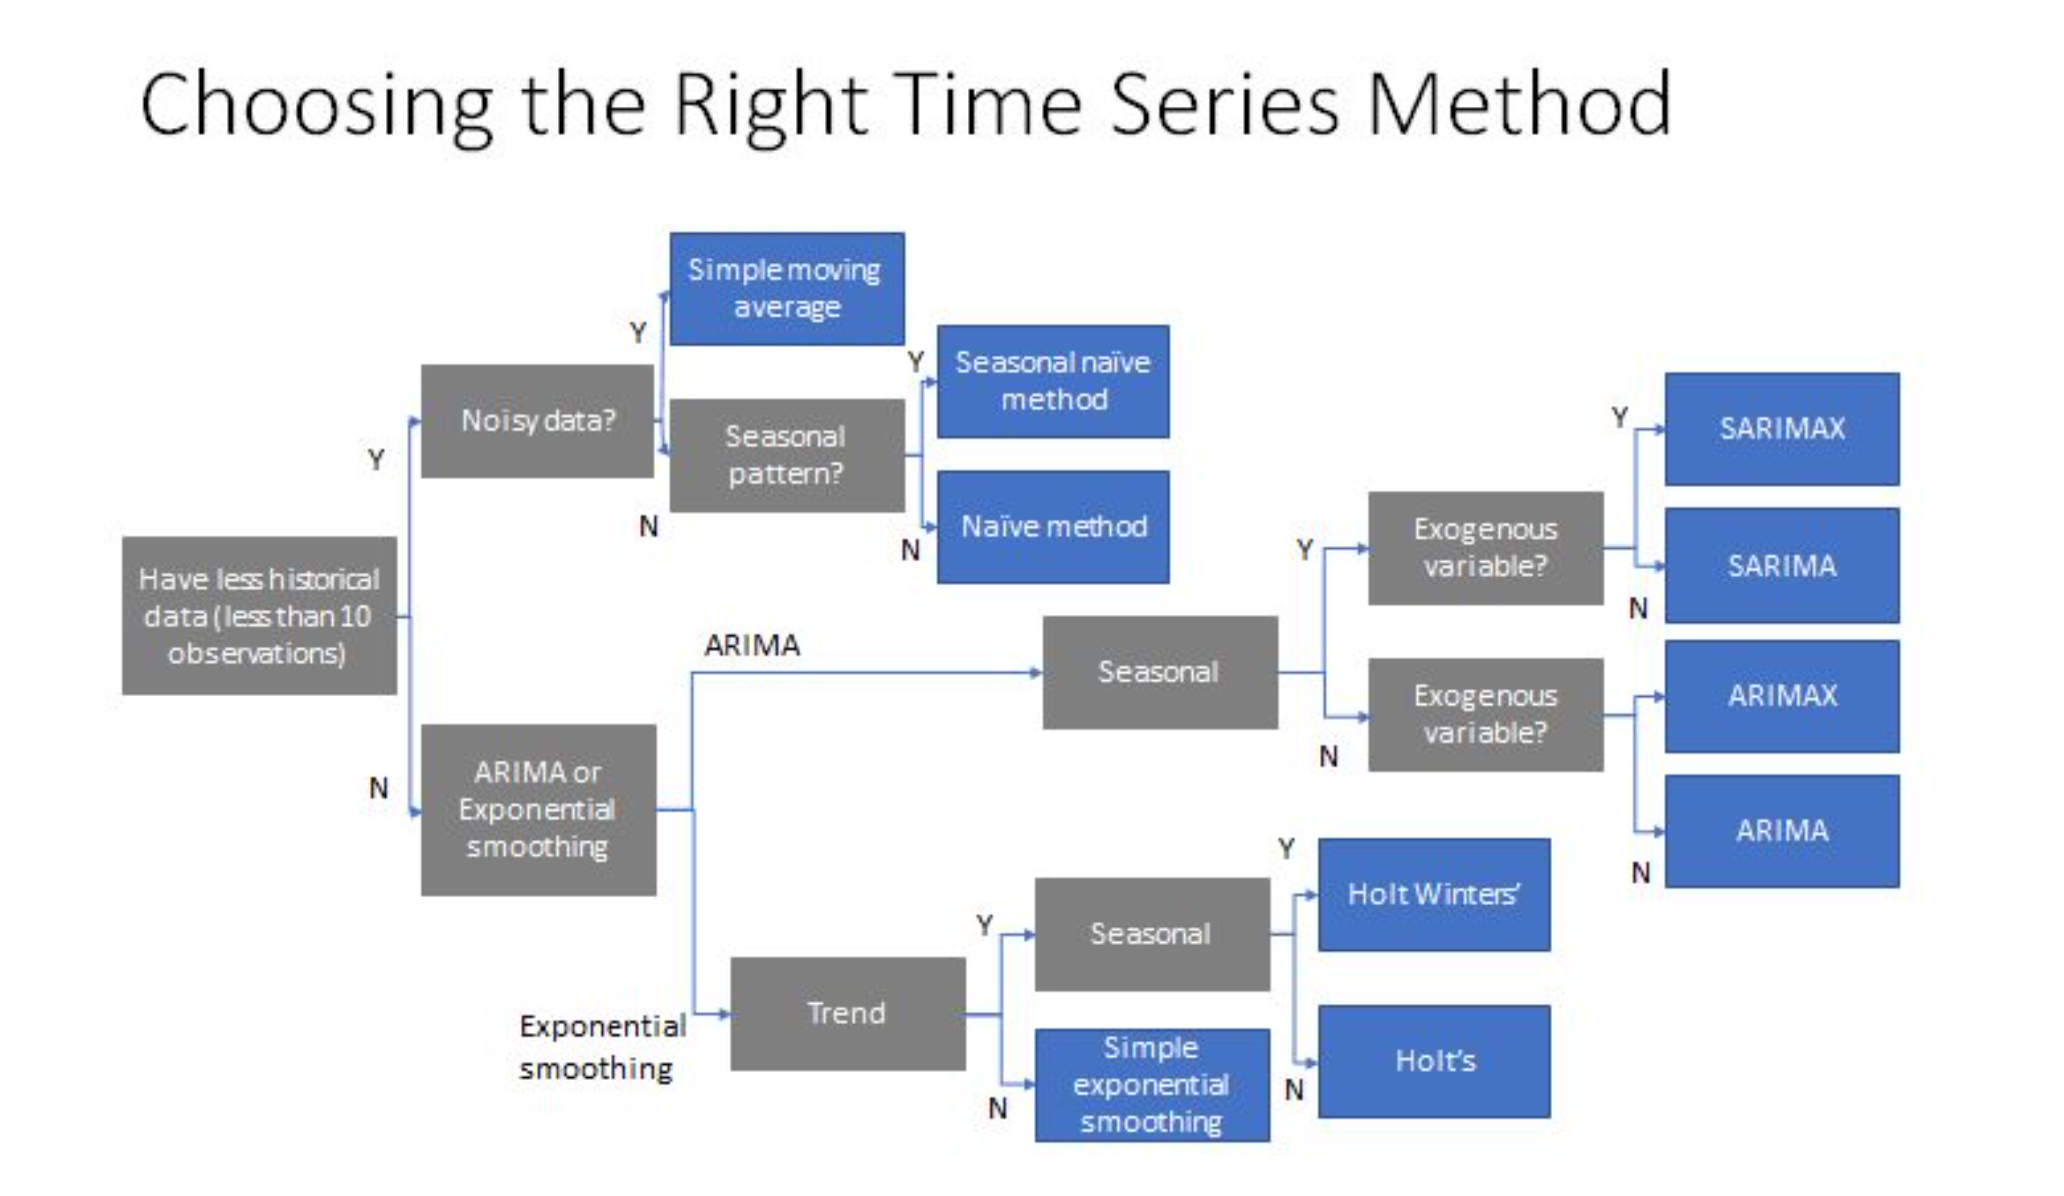 Choosing the Right Time Series Method
Simple moving
average
Y
Seasonal naïve
method
Y
Noisy data?
Seasonal
pattern?
N
Naïve method
N
Y
Have less historical
data (less than 10
observations)
N
ARIMA or
Exponential
smoothing
ARIMA
Seasonal
Y
Exogenous
variable?
Y
SARIMAX
SARIMA
N
N
Exogenous
variable?
ARIMAX
ARIMA
N
Exponential
smoothing
Trend
Y
Seasonal
Y
Holt Winters’
Holt’s
N
N
Simple
exponential
smoothing